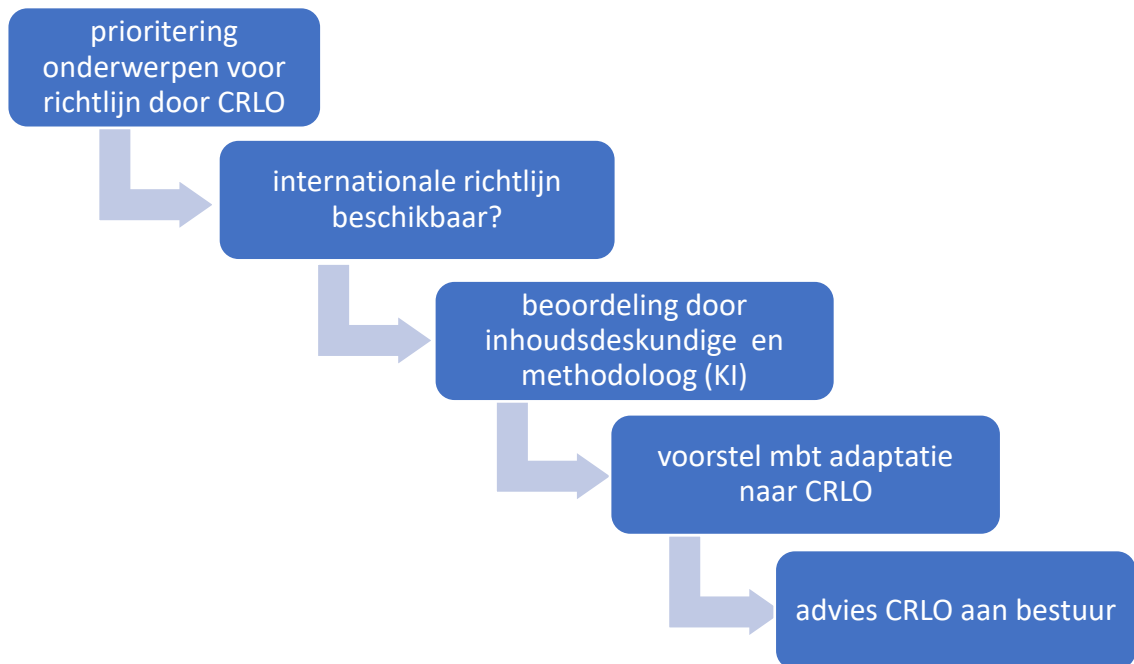 prioritering
onderwerpen voor
richtlijn door CRLO
internationale richtlijn
beschikbaar?
beoordeling door
inhoudsdeskundige en
methodoloog (KI)
voorstel mbt adaptatie
naar CRLO
advies CRLO aan bestuur